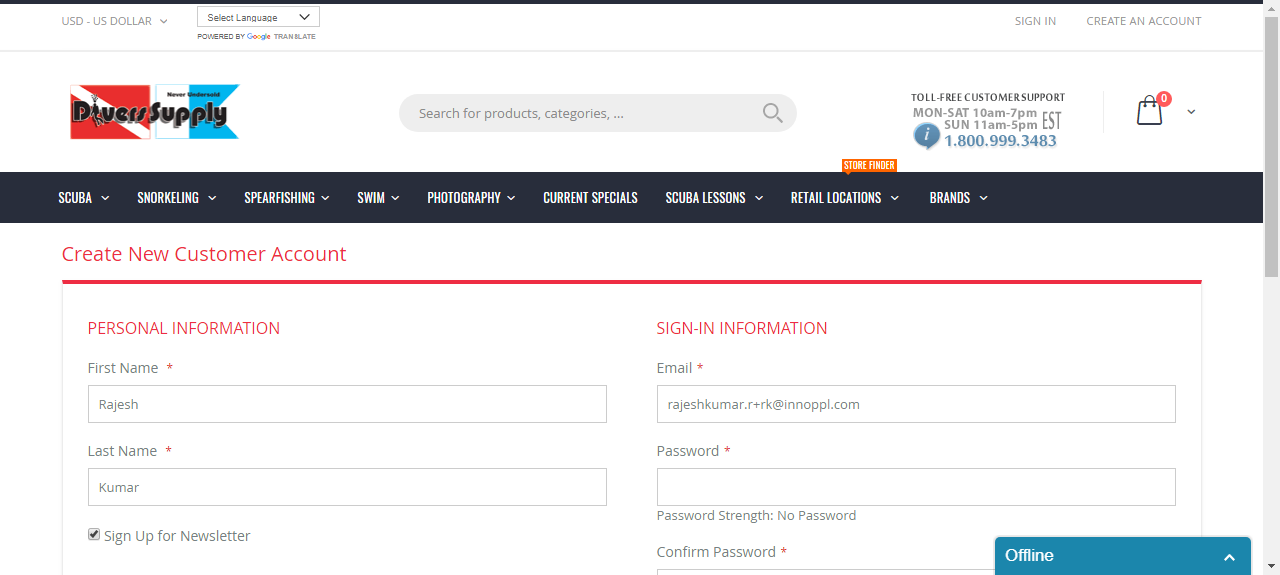 USD - US DOLLAR
Select Language
POWERED BY Google TRANSLATE
SIGN IN
CREATE AN ACCOUNT
Never Undersold
Divers Supply
Search for products, categories, ...
TOLL-FREE CUSTOMER SUPPORT
MON-SAT 10am-7pm
SUN 11am-5pm EST
i 1.800.999.3483
0
STORE FINDER
SCUBA SNORKELING SPEARFISHING SWIM PHOTOGRAPHY CURRENT SPECIALS SCUBA LESSONS RETAIL LOCATIONS BRANDS
Create New Customer Account
PERSONAL INFORMATION
First Name *
Rajesh
Last Name *
Kumar
Sign Up for Newsletter
SIGN-IN INFORMATION
Email *
rajeshkumar.r+rk@innoppl.com
Password *
Password Strength: No Password
Confirm Password *
Offline